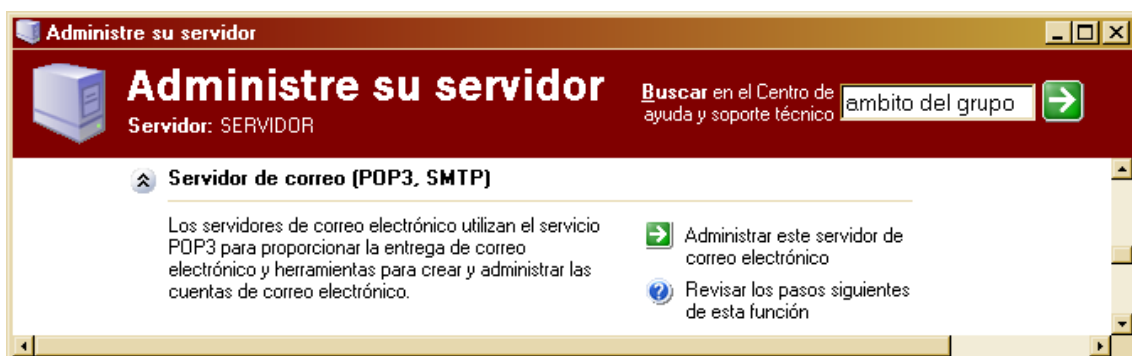 Administre su servidor
Administre su servidor
Servidor: SERVIDOR
Buscar en el Centro de
ayuda y soporte técnico
ambito del grupo
Servidor de correo (POP3, SMTP)
Los servidores de correo electrónico utilizan el servicio
POP3 para proporcionar la entrega de correo
electrónico y herramientas para crear y administrar las
cuentas de correo electrónico.
Administrar este servidor de
correo electrónico
Revisar los pasos siguientes
de esta función